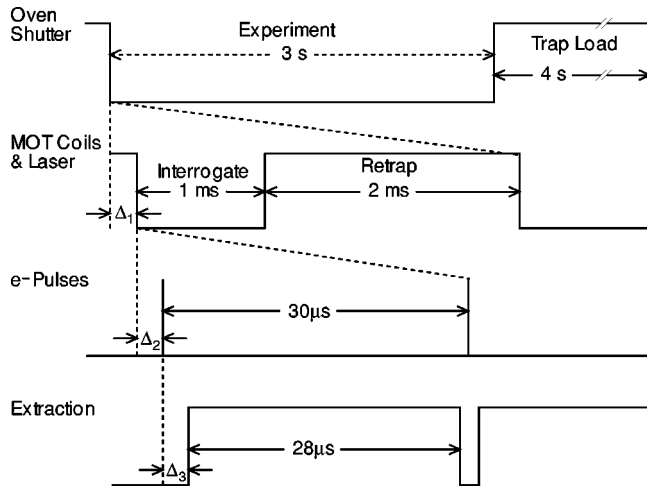 Oven
Shutter
Experiment
3 s
Trap Load
4 s
MOT Coils
& Laser
Interrogate
1 ms
Retrap
2 ms
Δ1
e-Pulses
30μs
Δ2
Extraction
28μs
Δ3